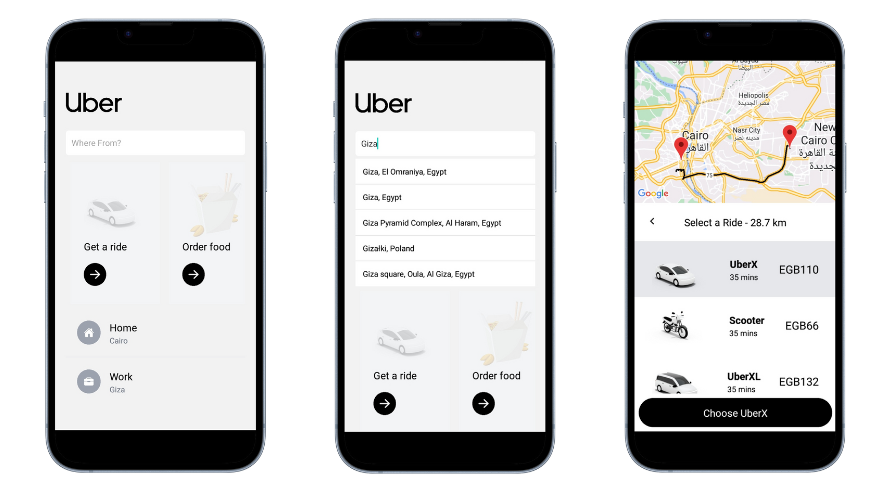 Uber
Where From?
Get a ride
Order food
Home
Cairo
Work
Giza
Uber
Giza
Giza, El Omraniya, Egypt
Giza, Egypt
Giza Pyramid Complex, Al Haram, Egypt
Gizałki, Poland
Giza square, Oula, Al Giza, Egypt
Get a ride
Order food
Heliopolis
مصر الجديدة
Nasr City
مدينة نصر
Cairo
القاهرة
New
Cairo C
ة القاهرة
جديدة
75
Google
Select a Ride - 28.7 km
UberX
35 mins
EGB110
Scooter
35 mins
EGB66
UberXL
35 mins
EGB132
Choose UberX